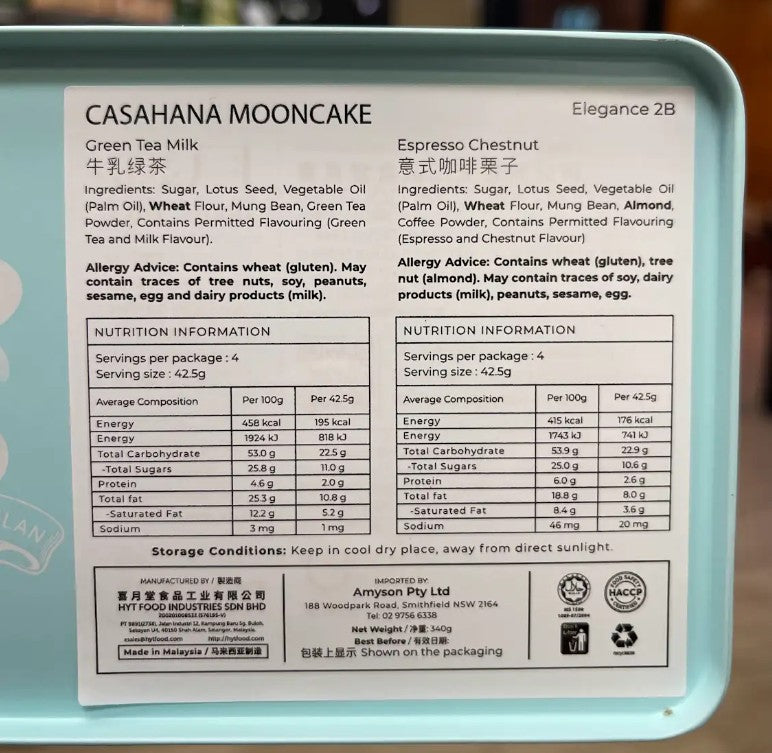 CASAHANA MOONCAKE
Elegance 2B
Green Tea Milk
牛乳绿茶
Ingredients: Sugar, Lotus Seed, Vegetable Oil
(Palm Oil), Wheat Flour, Mung Bean, Green Tea
Powder, Contains Permitted Flavouring (Green
Tea and Milk Flavour).
Allergy Advice: Contains wheat (gluten). May
contain traces of tree nuts, soy, peanuts,
sesame, egg and dairy products (milk).
NUTRITION INFORMATION
Servings per package : 4
Serving size : 42.5g
Average Composition Per 100g Per 42.5g
Energy 458 kcal 195 kcal
Energy 1924 kJ 818 kJ
Total Carbohydrate 53.0 g 22.5 g
-Total Sugars 25.8 g 11.0 g
Protein 4.6 g 2.0 g
Total fat 25.3 g 10.8 g
-Saturated Fat 12.2 g 5.2 g
Sodium 3 mg 1 mg
Espresso Chestnut
意式咖啡栗子
Ingredients: Sugar, Lotus Seed, Vegetable Oil
(Palm Oil), Wheat Flour, Mung Bean, Almond,
Coffee Powder, Contains Permitted Flavouring
(Espresso and Chestnut Flavour)
Allergy Advice: Contains wheat (gluten), tree
nut (almond). May contain traces of soy, dairy
products (milk), peanuts, sesame, egg.
NUTRITION INFORMATION
Servings per package : 4
Serving size : 42.5g
Average Composition Per 100g Per 42.5g
Energy 415 kcal 176 kcal
Energy 1743 kJ 741 kJ
Total Carbohydrate 53.9 g 22.9 g
-Total Sugars 25.0 g 10.6 g
Protein 6.0 g 2.6 g
Total fat 18.8 g 8.0 g
-Saturated Fat 8.4 g 3.6 g
Sodium 46 mg 20 mg
Storage Conditions: Keep in cool dry place, away from direct sunlight.
MANUFACTURED BY / 製造商
喜月堂食品工业有限公司
HYT FOOD INDUSTRIES SDN BHD
Selangor, Malaysia.
sales@hytfood.com http://hytfood.com
Made in Malaysia / 马来西亚制造
IMPORTED BY:
Amyson Pty Ltd
188 Woodpark Road, Smithfield NSW 2164
Tel: 02 9756 6338
Net Weight / 净重: 340g
Best Before / 有效日期:
包装上显示 Shown on the packaging
FOOD SAFETY
HACCP
CERTIFIED
LAN